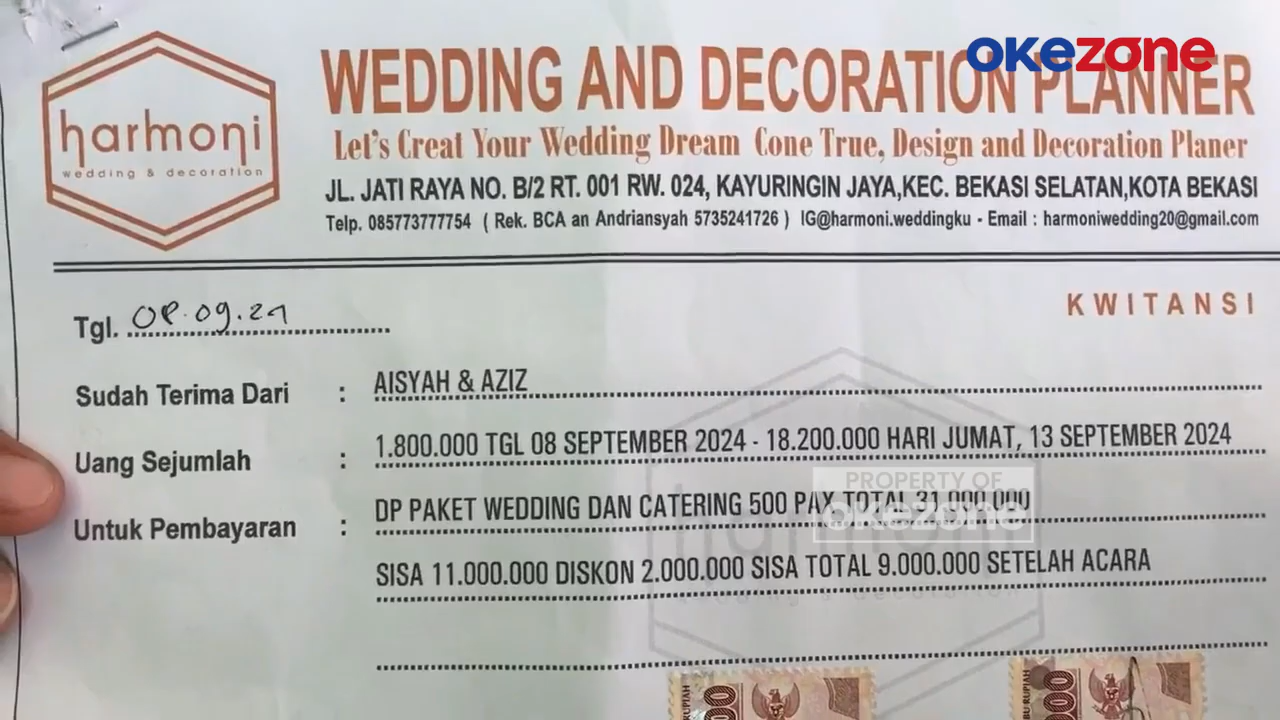 okezone
harmoni
wedding & decoration
WEDDING AND DECORATION PLANNER
Let's Creat Your Wedding Dream Cone True, Design and Decoration Planer
JL. JATI RAYA NO. B/2 RT. 001 RW. 024, KAYURINGIN JAYA,KEC. BEKASI SELATAN,KOTA BEKASI
Telp. 085773777754 ( Rek. BCA an Andriansyah 5735241726 ) IG@harmoni.weddingku - Email : harmoniwedding20@gmail.com
KWITANSI
Tgl. 08.09.24
Sudah Terima Dari : AISYAH & AZIZ
Uang Sejumlah : 1.800.000 TGL 08 SEPTEMBER 2024 - 18.200.000 HARI JUMAT, 13 SEPTEMBER 2024
Untuk Pembayaran : DP PAKET WEDDING DAN CATERING 500 PAX TOTAL 31.000.000
SISA 11.000.000 DISKON 2.000.000 SISA TOTAL 9.000.000 SETELAH ACARA
PROPERTY OF
okezone
harmoni